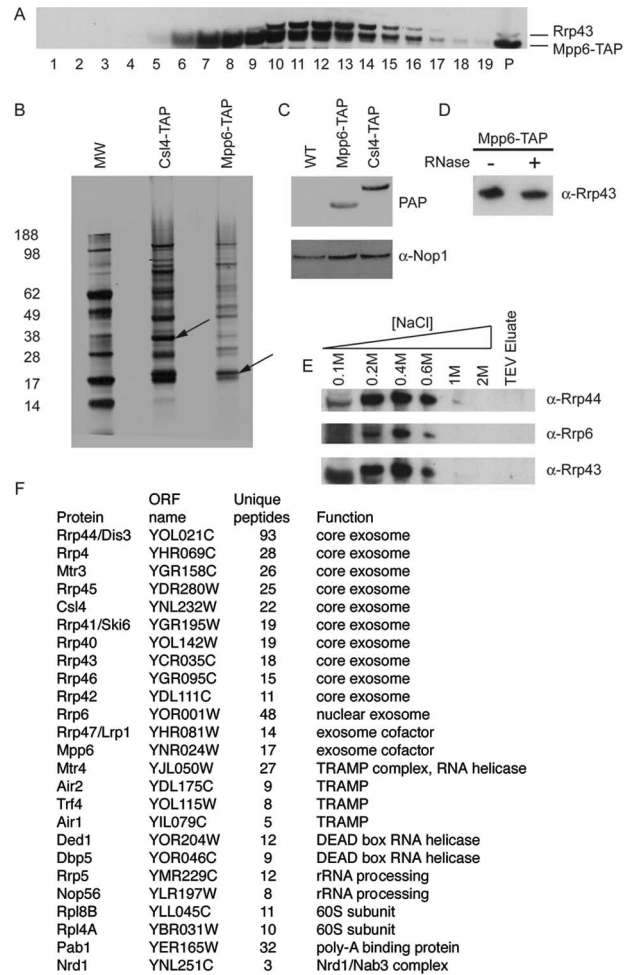 A
Rrp43
Mpp6-TAP
1 2 3 4 5 6 7 8 9 10 11 12 13 14 15 16 17 18 19 P
B
MW
Csl4-TAP
Mpp6-TAP
188
98
62
49
38
28
17
14
C
WT
Mpp6-TAP
Csl4-TAP
PAP
α-Nop1
D
Mpp6-TAP
RNase - +
α-Rrp43
[NaCl]
E
0.1M
0.2M
0.4M
0.6M
1M
2M
TEV Eluate
α-Rrp44
α-Rrp6
α-Rrp43
F
ORF Unique
Protein name peptides Function
Rrp44/Dis3 YOL021C 93 core exosome
Rrp4 YHR069C 28 core exosome
Mtr3 YGR158C 26 core exosome
Rrp45 YDR280W 25 core exosome
Csl4 YNL232W 22 core exosome
Rrp41/Ski6 YGR195W 19 core exosome
Rrp40 YOL142W 19 core exosome
Rrp43 YCR035C 18 core exosome
Rrp46 YGR095C 15 core exosome
Rrp42 YDL111C 11 core exosome
Rrp6 YOR001W 48 nuclear exosome
Rrp47/Lrp1 YHR081W 14 exosome cofactor
Mpp6 YNR024W 17 exosome cofactor
Mtr4 YJL050W 27 TRAMP complex, RNA helicase
Air2 YDL175C 9 TRAMP
Trf4 YOL115W 8 TRAMP
Air1 YIL079C 5 TRAMP
Ded1 YOR204W 12 DEAD box RNA helicase
Dbp5 YOR046C 9 DEAD box RNA helicase
Rrp5 YMR229C 12 rRNA processing
Nop56 YLR197W 8 rRNA processing
Rpl8B YLL045C 11 60S subunit
Rpl4A YBR031W 10 60S subunit
Pab1 YER165W 32 poly-A binding protein
Nrd1 YNL251C 3 Nrd1/Nab3 complex